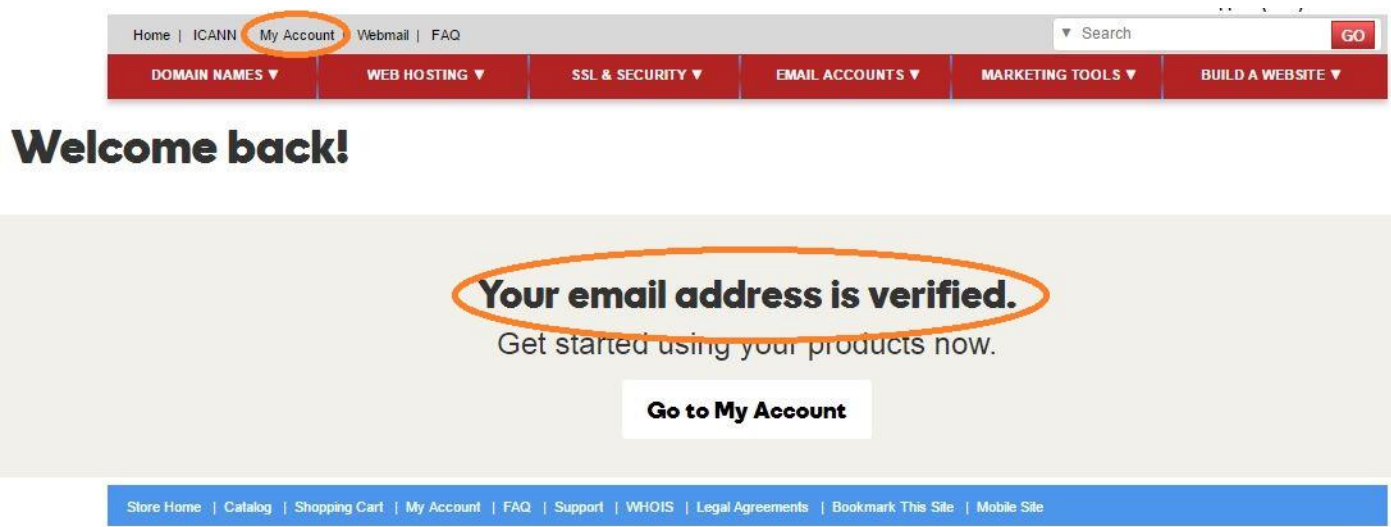 Home | ICANN My Account Webmail | FAQ
▼ Search
GO
DOMAIN NAMES ▼ WEB HOSTING ▼ SSL & SECURITY ▼ EMAIL ACCOUNTS ▼ MARKETING TOOLS ▼ BUILD A WEBSITE ▼
Welcome back!
Your email address is verified.
Get started using your products now.
Go to My Account
Store Home | Catalog | Shopping Cart | My Account | FAQ | Support | WHOIS | Legal Agreements | Bookmark This Site | Mobile Site